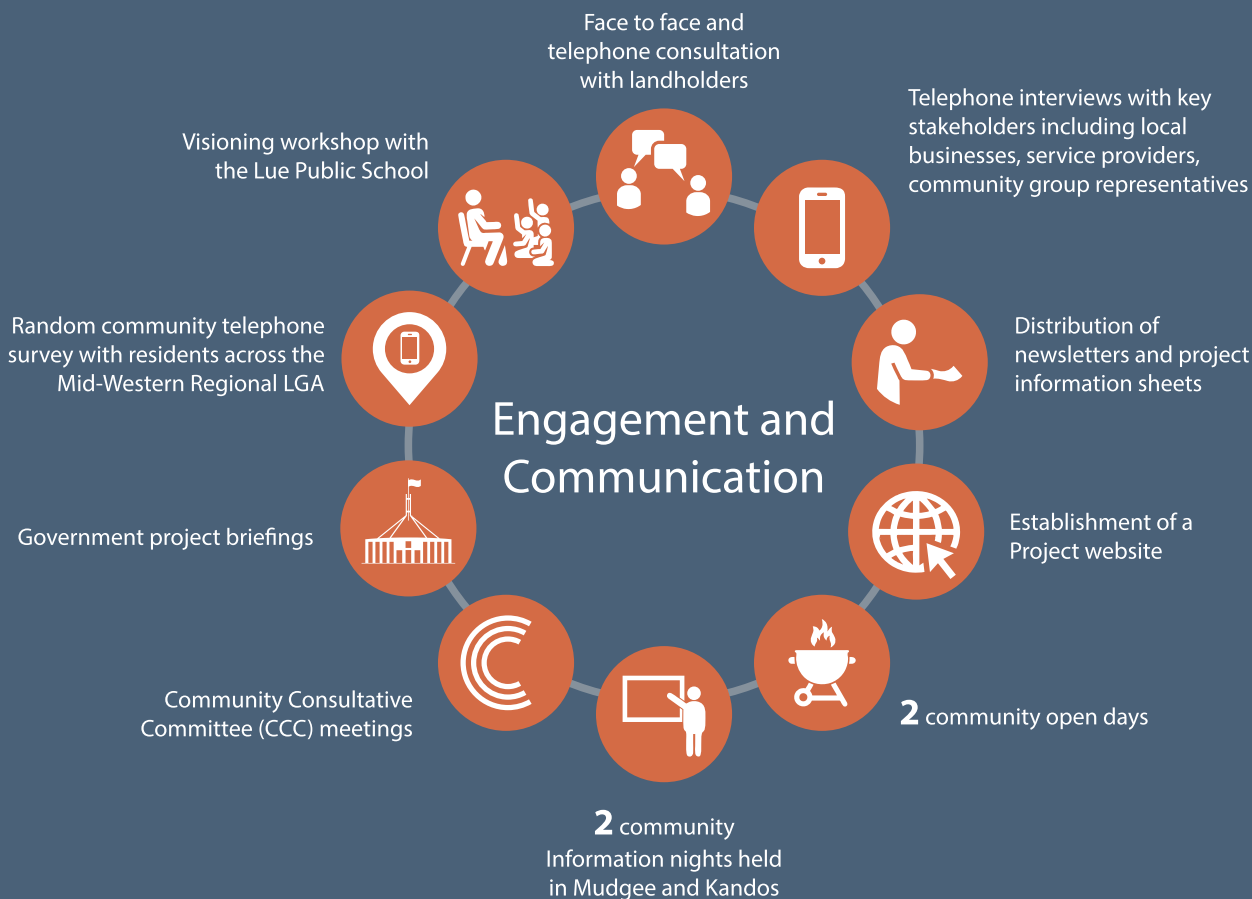 Face to face and
telephone consultation
with landholders
Telephone interviews with key
stakeholders including local
businesses, service providers,
community group representatives
Distribution of
newsletters and project
information sheets
Establishment of a
Project website
2 community open days
2 community
Information nights held
in Mudgee and Kandos
Community Consultative
Committee (CCC) meetings
Government project briefings
Random community telephone
survey with residents across the
Mid-Western Regional LGA
Visioning workshop with
the Lue Public School
Engagement and
Communication